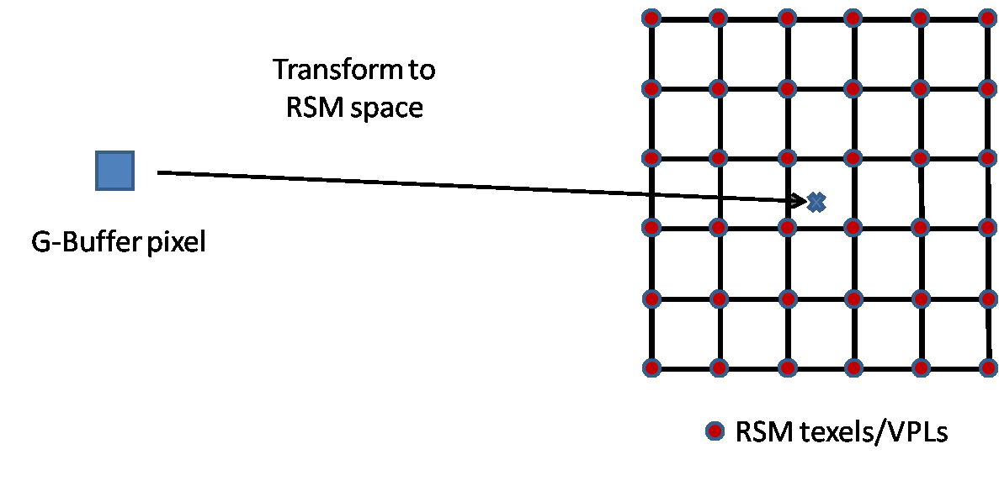 Transform to
RSM space
G-Buffer pixel
RSM texels/VPLs